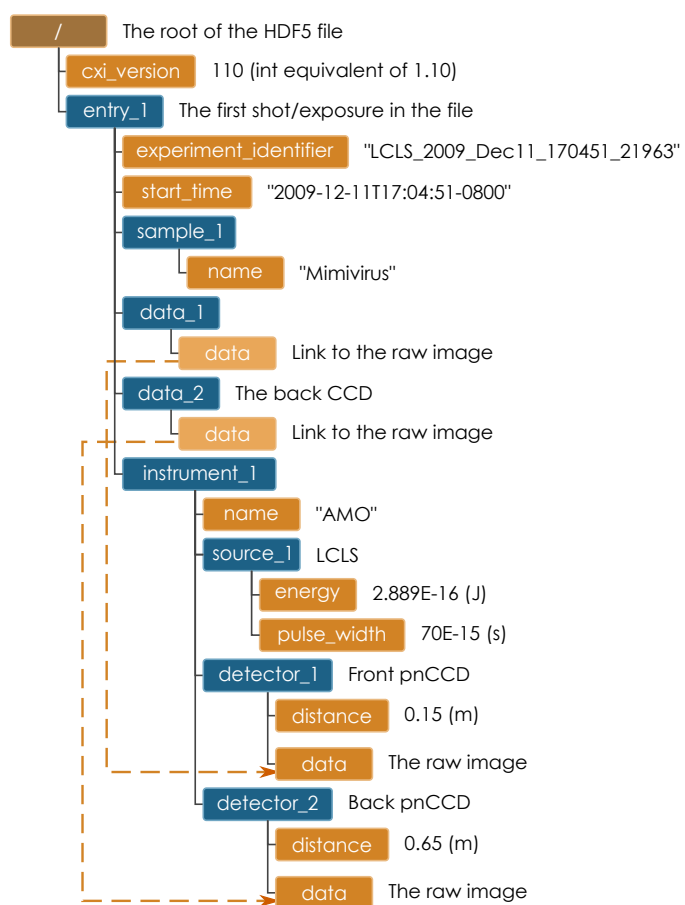 / The root of the HDF5 file
cxi_version 110 (int equivalent of 1.10)
entry_1 The first shot/exposure in the file
experiment_identifier "LCLS_2009_Dec11_170451_21963"
start_time "2009-12-11T17:04:51-0800"
sample_1
name "Mimivirus"
data_1
data Link to the raw image
data_2 The back CCD
data Link to the raw image
instrument_1
name "AMO"
source_1 LCLS
energy 2.889E-16 (J)
pulse_width 70E-15 (s)
detector_1 Front pnCCD
distance 0.15 (m)
data The raw image
detector_2 Back pnCCD
distance 0.65 (m)
data The raw image